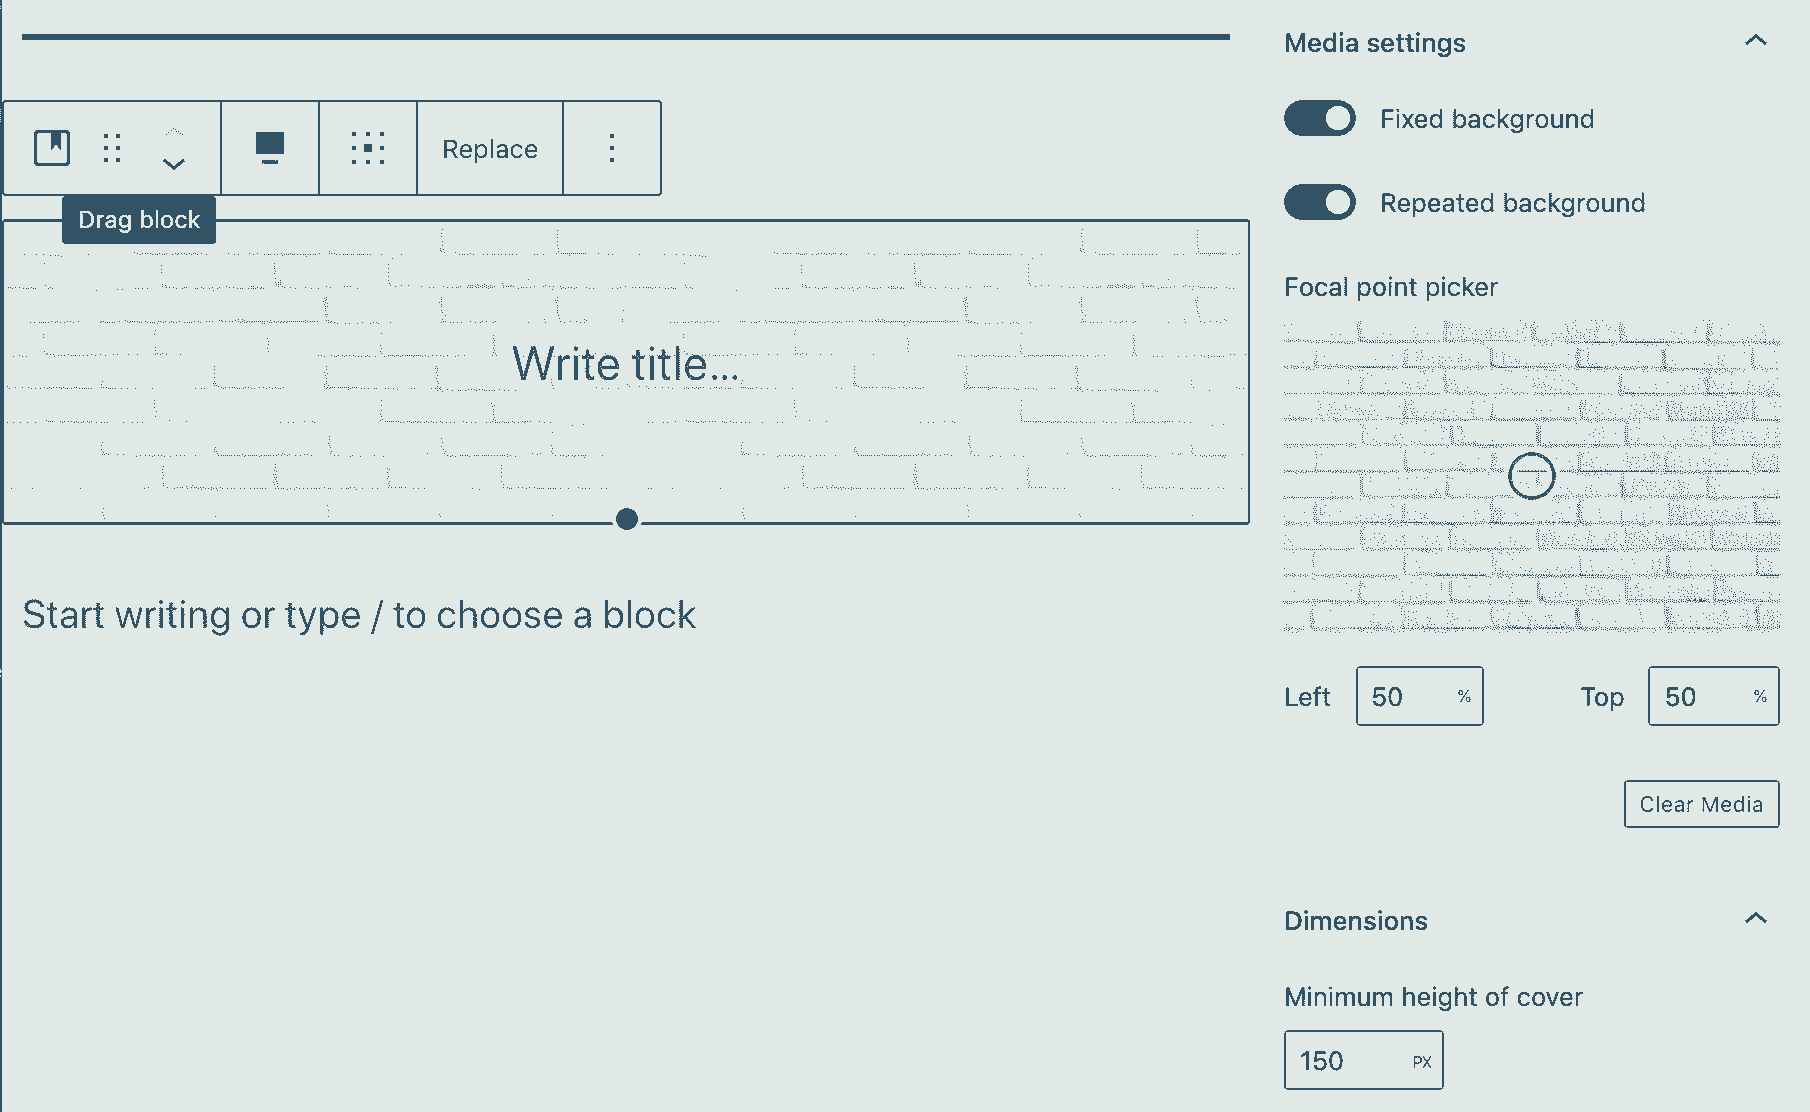 Replace
Drag block
Write title...
Start writing or type / to choose a block
Media settings
Fixed background
Repeated background
Focal point picker
Left 50 % Top 50 %
Clear Media
Dimensions
Minimum height of cover
150 PX